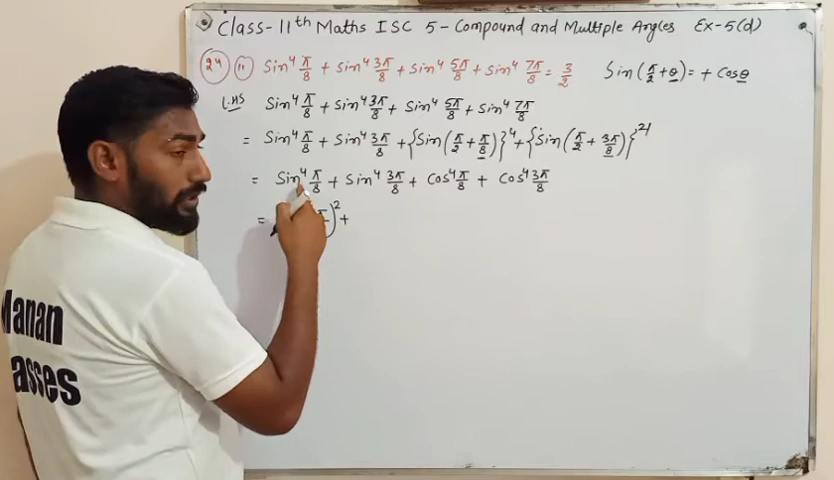 Class-11th Maths ISC 5-Compound and Multiple Angles Ex-5(d)
24 (ii) Sin⁴ π/8 + Sin⁴ 3π/8 + Sin⁴ 5π/8 + Sin⁴ 7π/8 = 3/2 Sin(π/2 + θ) = + Cosθ
LHS Sin⁴ π/8 + Sin⁴ 3π/8 + Sin⁴ 5π/8 + Sin⁴ 7π/8
= Sin⁴ π/8 + Sin⁴ 3π/8 + {Sin(π/2 + π/8)}⁴ + {Sin(π/2 + 3π/8)}⁴
= Sin⁴ π/8 + Sin⁴ 3π/8 + Cos⁴ π/8 + Cos⁴ 3π/8
= )² +
Manan
asses